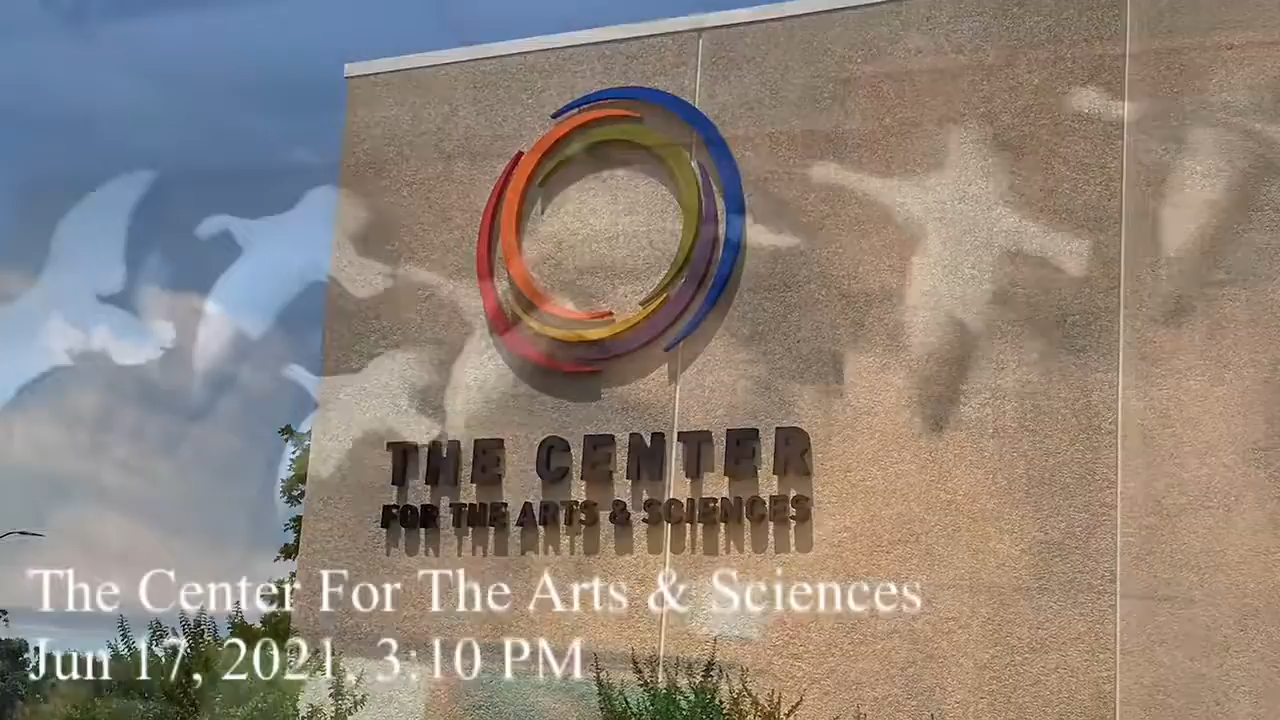 THE CENTER
FOR THE ARTS & SCIENCES
The Center For The Arts & Sciences
Jun 17, 2021, 3:10 PM